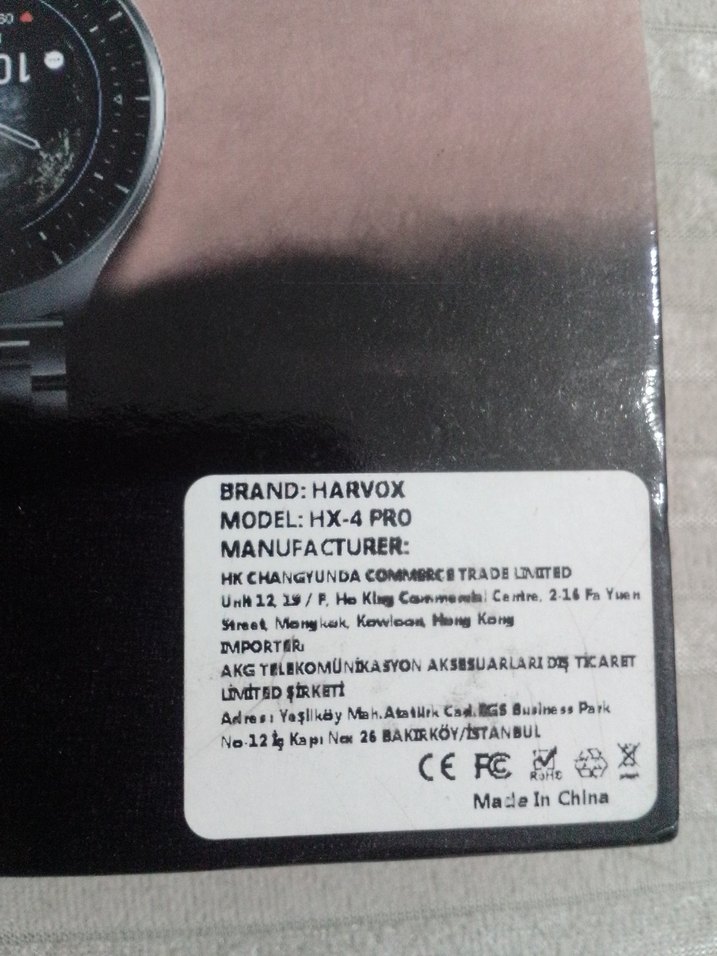 60
10
BRAND: HARVOX
MODEL: HX-4 PRO
MANUFACTURER:
HK CHANGYUNDA COMMERCE TRADE LIMITED
Unit 12, 19 / F, Ho King Commercial Centre, 2-16 Fa Yuen
Street, Mongkok, Kowloon, Hong Kong
IMPORTER:
AKG TELEKOMÜNİKASYON AKSESUARLARI DIŞ TİCARET
LİMİTED ŞİRKETİ
Adres: Yeşilköy Mah. Atatürk Cad. EGS Business Park
No:12 İç Kapı No: 26 BAKIRKÖY/İSTANBUL
CE FC RoHS
Made In China